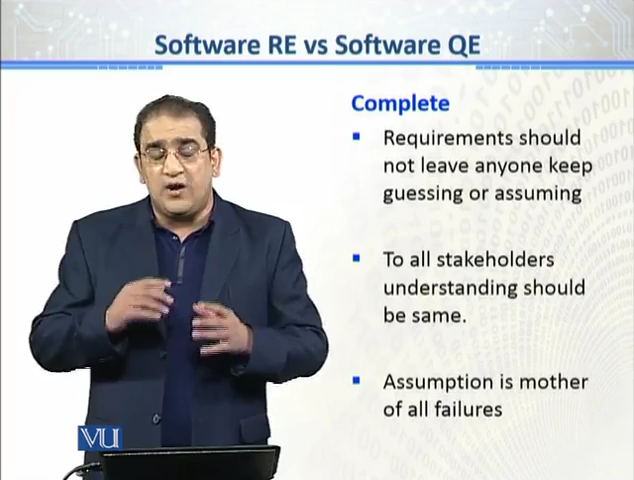 Software RE vs Software QE
Complete
Requirements should
not leave anyone keep
guessing or assuming
To all stakeholders
understanding should
be same.
Assumption is mother
of all failures
VU